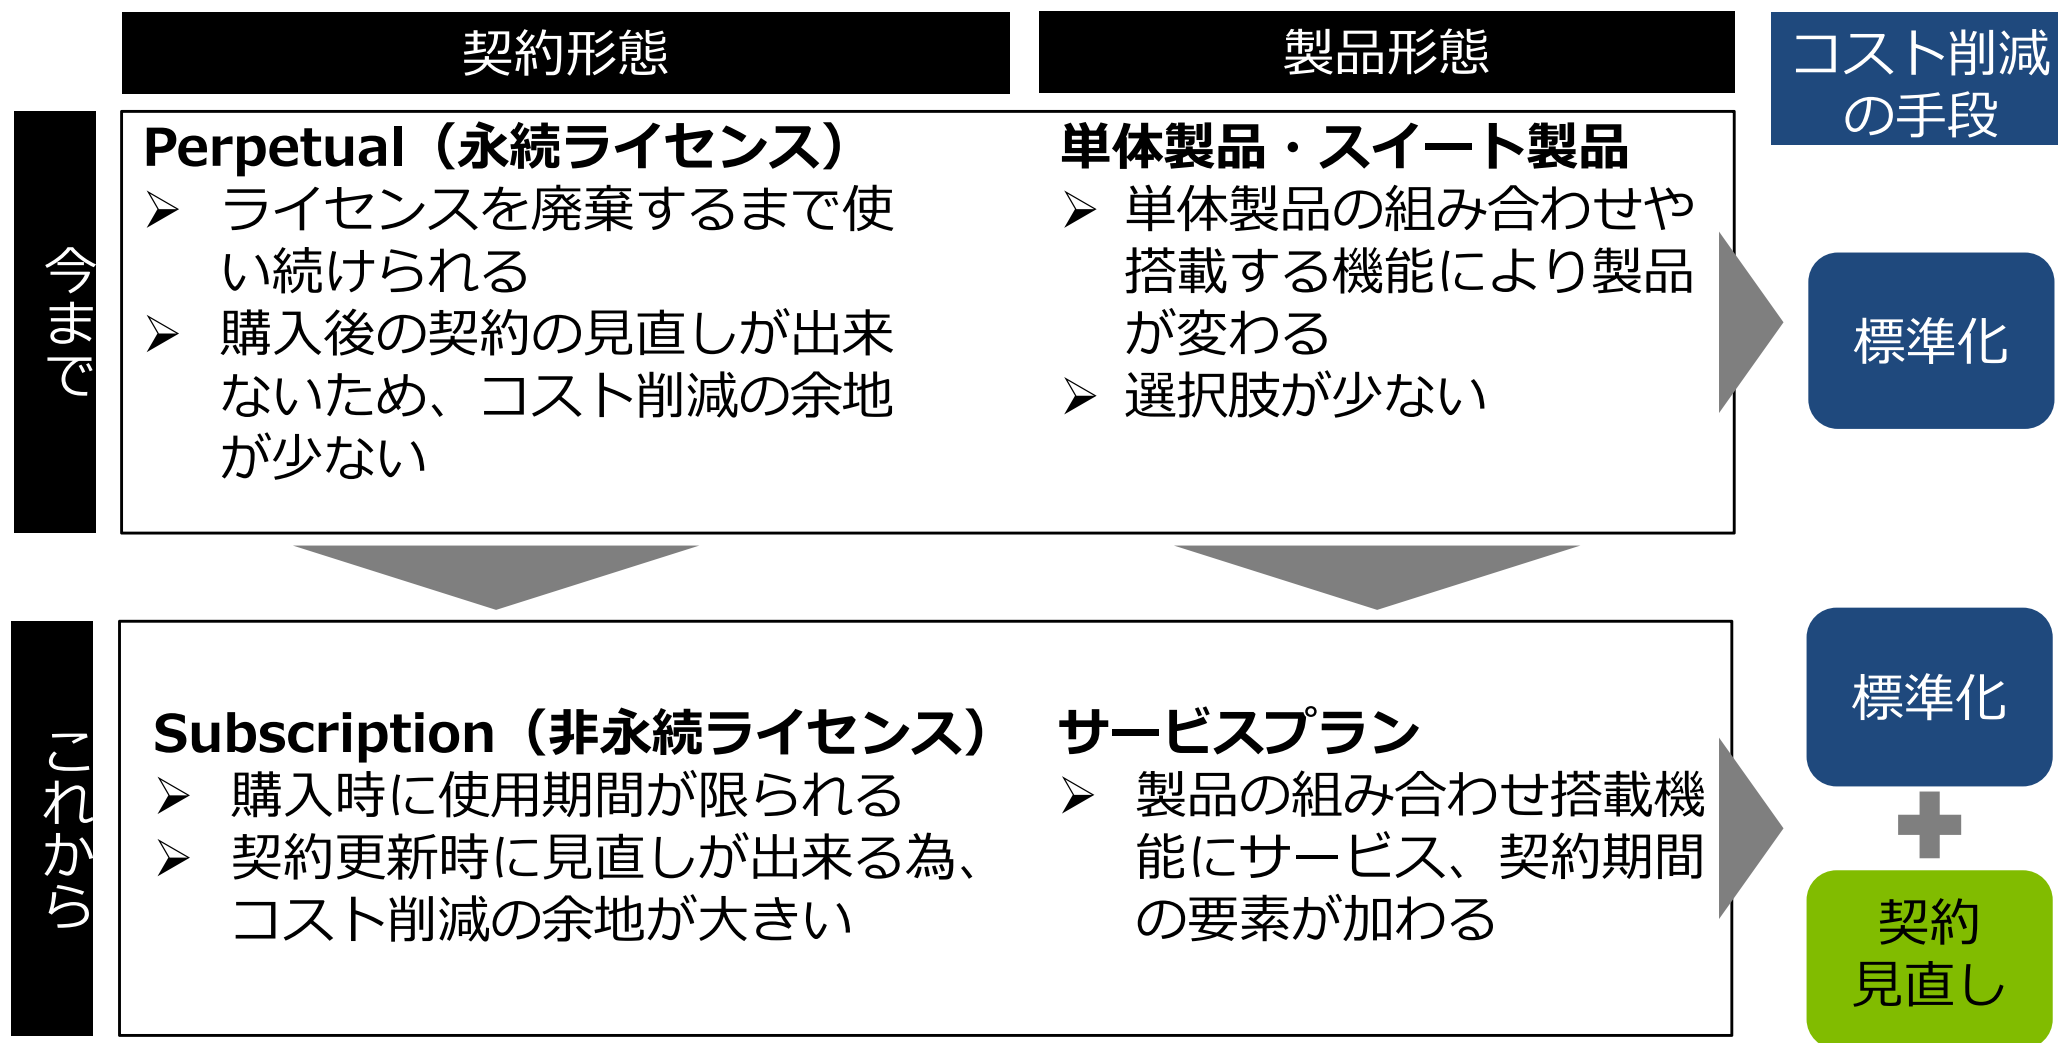 契約形態
製品形態
コスト削減
の手段
今まで
Perpetual（永続ライセンス）
➢ ライセンスを廃棄するまで使
い続けられる
➢ 購入後の契約の見直しが出来
ないため、コスト削減の余地
が少ない
単体製品・スイート製品
➢ 単体製品の組み合わせや
搭載する機能により製品
が変わる
➢ 選択肢が少ない
標準化
これから
Subscription（非永続ライセンス）
➢ 購入時に使用期間が限られる
➢ 契約更新時に見直しが出来る為、
コスト削減の余地が大きい
サービスプラン
➢ 製品の組み合わせ搭載機
能にサービス、契約期間
の要素が加わる
標準化
契約
見直し